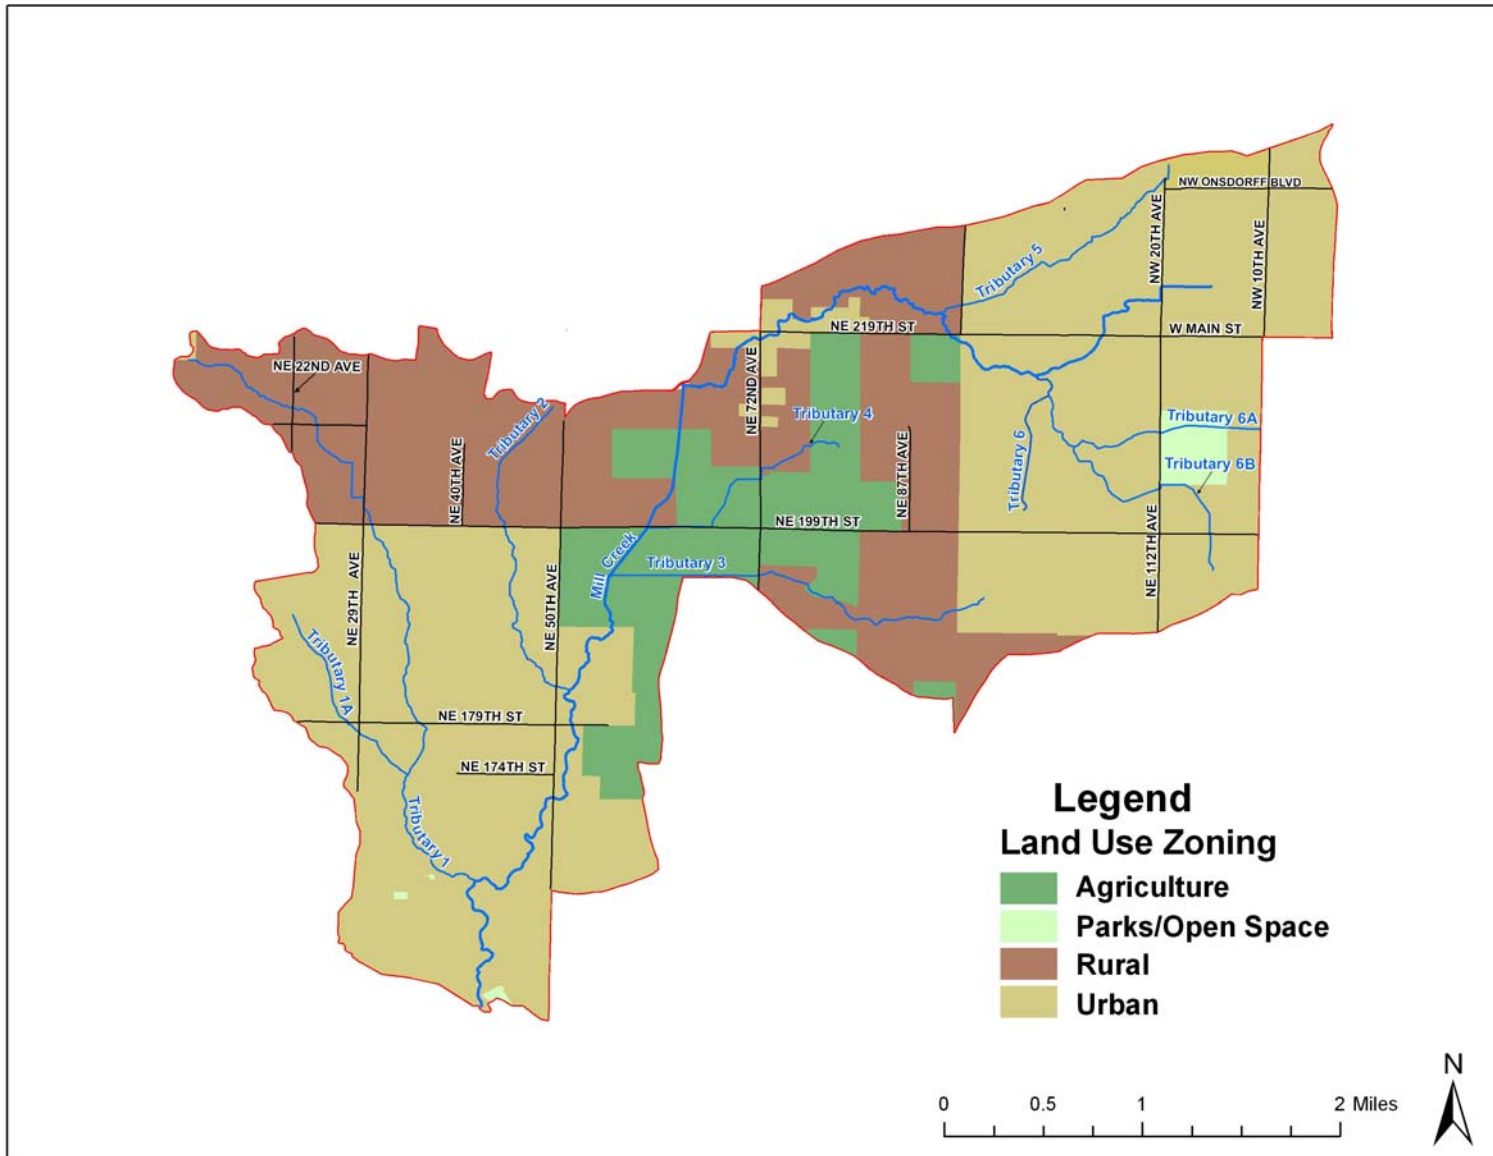 NW ONSDORFF BLVD
NW 20TH AVE
NW 10TH AVE
Tributary 5
NE 219TH ST
W MAIN ST
NE 22ND AVE
NE 72ND AVE
Tributary 2
Tributary 4
Tributary 6A
NE 40TH AVE
NE 87TH AVE
Tributary 6
Tributary 6B
NE 199TH ST
NE 29TH AVE
NE 50TH AVE
Mill Creek
Tributary 3
NE 112TH AVE
Tributary 1A
NE 179TH ST
NE 174TH ST
Tributary 1
Legend
Land Use Zoning
Agriculture
Parks/Open Space
Rural
Urban
N
0 0.5 1 2 Miles